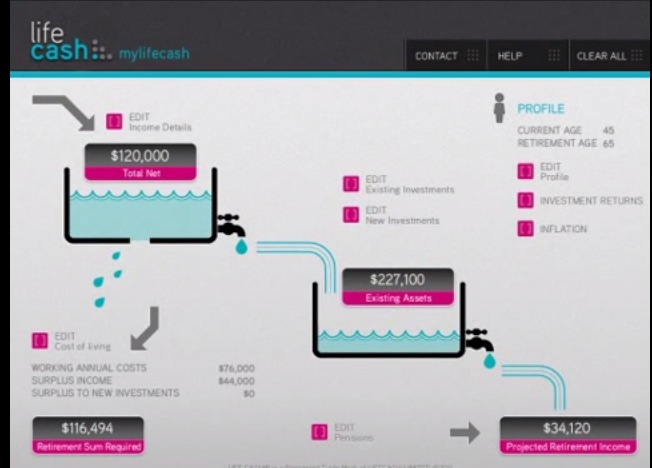 life
cash
mylifecash
CONTACT
HELP
CLEAR ALL
EDIT
Income Details
$120,000
Total Net
PROFILE
CURRENT AGE 45
RETIREMENT AGE 65
EDIT
Profile
INVESTMENT RETURNS
INFLATION
EDIT
Existing Investments
EDIT
New Investments
$227,100
Existing Assets
EDIT
Cost of living
WORKING ANNUAL COSTS $76,000
SURPLUS INCOME $44,000
SURPLUS TO NEW INVESTMENTS $0
$116,494
Retirement Sum Required
EDIT
Pensions
$34,120
Projected Retirement Income